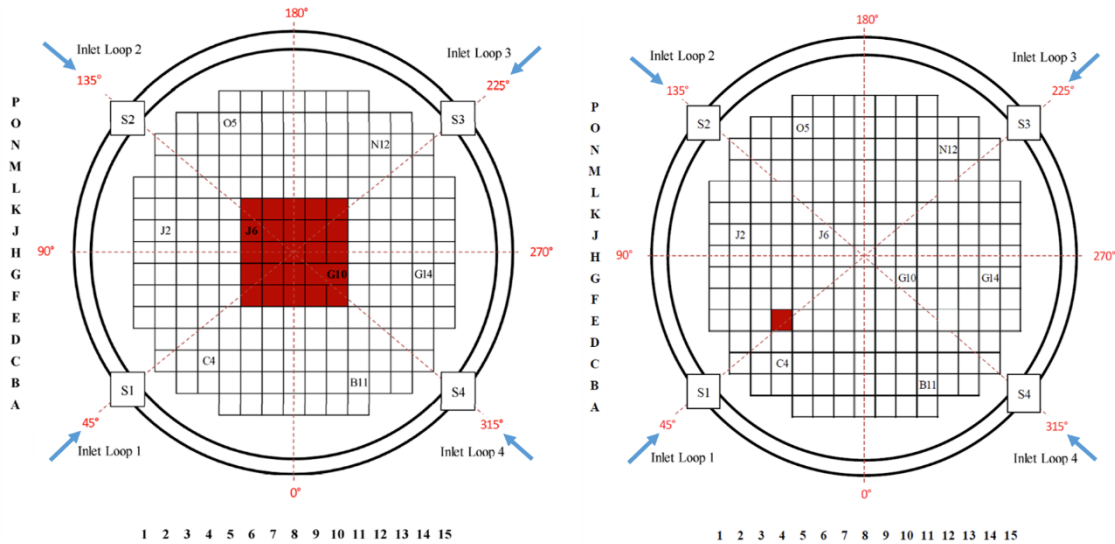 180°
Inlet Loop 2
Inlet Loop 3
135°
225°
S2
S3
P
O
N
M
L
K
J
H
G
F
E
D
C
B
A
O5
N12
J2
J6
90°
270°
G10
G14
C4
B11
S1
S4
45°
315°
Inlet Loop 1
Inlet Loop 4
0°
1 2 3 4 5 6 7 8 9 10 11 12 13 14 15
180°
Inlet Loop 2
Inlet Loop 3
135°
225°
S2
S3
P
O
N
M
L
K
J
H
G
F
E
D
C
B
A
O5
N12
J2
J6
90°
270°
G10
G14
C4
B11
S1
S4
45°
315°
Inlet Loop 1
Inlet Loop 4
0°
1 2 3 4 5 6 7 8 9 10 11 12 13 14 15